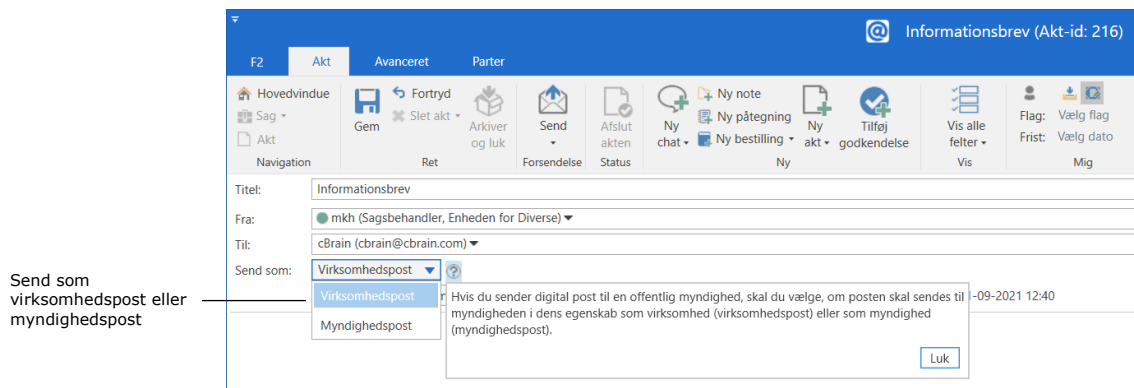 Informationsbrev (Akt-id: 216)
F2 Akt Avanceret Parter
Hovedvindue
Sag
Akt
Navigation
Gem
Fortryd
Slet akt
Arkiver
og luk
Ret
Send
Forsendelse
Afslut
akten
Status
Ny
chat
Ny note
Ny påtegning
Ny bestilling
Ny
akt
Tilføj
godkendelse
Ny
Vis alle
felter
Vis
Flag: Vælg flag
Frist: Vælg dato
Mig
Titel: Informationsbrev
Fra: mkh (Sagsbehandler, Enheden for Diverse)
Til: cBrain (cbrain@cbrain.com)
Send som: Virksomhedspost
Send som
virksomhedspost eller
myndighedspost
Virksomhedspost
Myndighedspost
Hvis du sender digital post til en offentlig myndighed, skal du vælge, om posten skal sendes til
myndigheden i dens egenskab som virksomhed (virksomhedspost) eller som myndighed
(myndighedspost).
Luk
1-09-2021 12:40